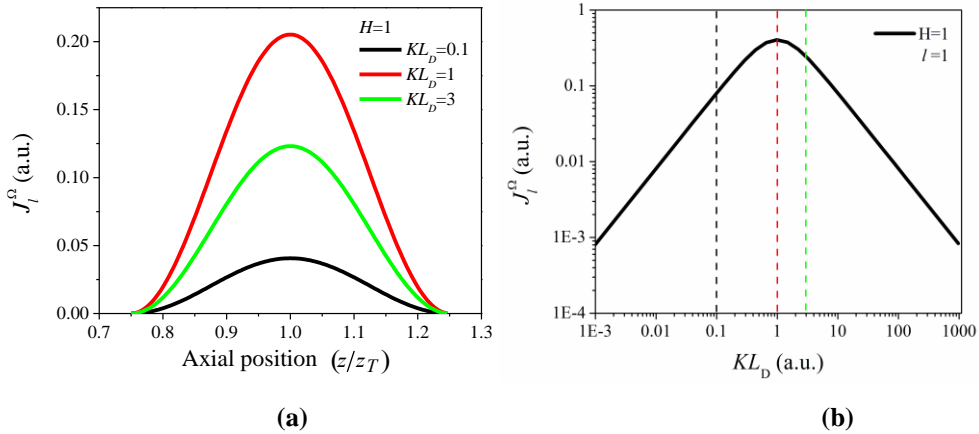 H=1
KL_D=0.1
KL_D=1
KL_D=3
0.20
0.15
0.10
0.05
0.00
J_l^Ω (a.u.)
0.7 0.8 0.9 1.0 1.1 1.2 1.3
Axial position (z/z_T)
(a)
H=1
l=1
1
0.1
0.01
1E-3
1E-4
J_l^Ω (a.u.)
1E-3 0.01 0.1 1 10 100 1000
KL_D (a.u.)
(b)